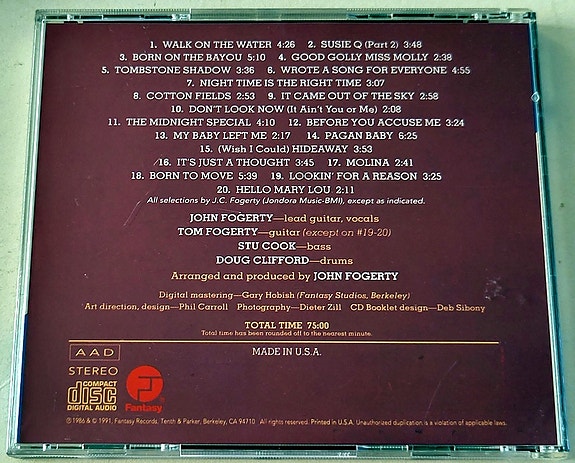 1. WALK ON THE WATER 4:26 2. SUSIE Q (Part 2) 3:48
3. BORN ON THE BAYOU 5:10 4. GOOD GOLLY MISS MOLLY 2:38
5. TOMBSTONE SHADOW 3:36 6. WROTE A SONG FOR EVERYONE 4:55
7. NIGHT TIME IS THE RIGHT TIME 3:07
8. COTTON FIELDS 2:53 9. IT CAME OUT OF THE SKY 2:58
10. DON'T LOOK NOW (It Ain't You or Me) 2:08
11. THE MIDNIGHT SPECIAL 4:10 12. BEFORE YOU ACCUSE ME 3:24
13. MY BABY LEFT ME 2:17 14. PAGAN BABY 6:25
15. (Wish I Could) HIDEAWAY 3:53
16. IT'S JUST A THOUGHT 3:45 17. MOLINA 2:41
18. BORN TO MOVE 5:39 19. LOOKIN' FOR A REASON 3:25
20. HELLO MARY LOU 2:11
All selections by J.C. Fogerty (Jondora Music-BMI), except as indicated.
JOHN FOGERTY—lead guitar, vocals
TOM FOGERTY—guitar (except on #19-20)
STU COOK—bass
DOUG CLIFFORD—drums
Arranged and produced by JOHN FOGERTY
Digital mastering—Gary Hobish (Fantasy Studios, Berkeley)
Art direction, design—Phil Carroll Photography—Dieter Zill CD Booklet design—Deb Sibony
TOTAL TIME 75:00
Total time has been rounded off to the nearest minute.
AAD
MADE IN U.S.A.
STEREO
COMPACT
disc
DIGITAL AUDIO
Fantasy
℗ 1986 & © 1991, Fantasy Records, Tenth & Parker, Berkeley, CA 94710 All rights reserved. Printed in U.S.A. Unauthorized duplication is a violation of applicable laws.